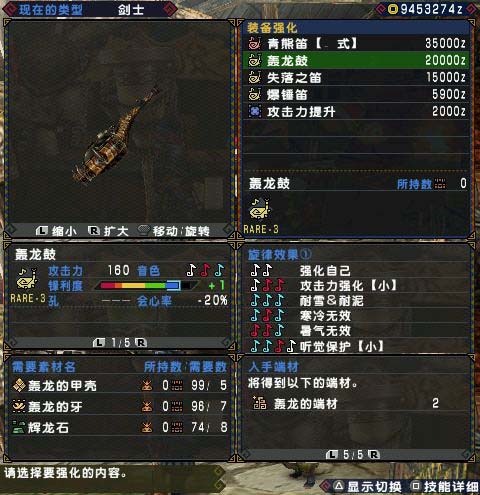 现在的类型 剑士
9453274z
装备强化
青熊笛【 式】 35000z
轰龙鼓 20000z
失落之笛 15000z
爆锤笛 5900z
攻击力提升 2000z
轰龙鼓 所持数 0
RARE-3
L 缩小 R 扩大 移动/旋转
轰龙鼓
攻击力 160 音色
锋利度 +1
RARE-3
孔 --- 会心率 -20%
L 1/5 R
旋律效果①
强化自己
攻击力强化【小】
耐雪&耐泥
寒冷无效
暑气无效
听觉保护【小】
需要素材名 所持数/需要数
轰龙的甲壳 0 99/ 5
轰龙的牙 0 96/ 7
辉龙石 0 74/ 8
入手端材
将得到以下的端材。
轰龙的端材 2
L 5/5 R
请选择要强化的内容。
显示切换 技能详细